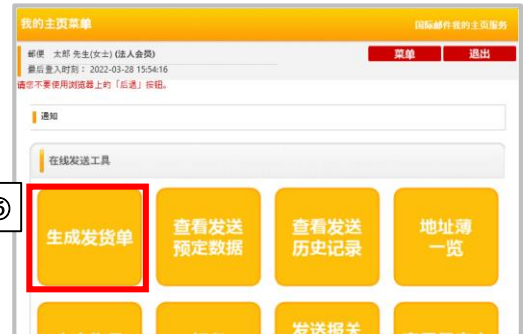 我的主页菜单
国际邮件我的主页服务
郵便 太郎 先生(女士) (法人会员)
菜单
退出
最后登入时刻： 2022-03-28 15:54:16
请您不要使用浏览器上的「后退」按钮。
通知
在线发送工具
生成发货单
查看发送
预定数据
查看发送
历史记录
地址薄
一览
发送报关